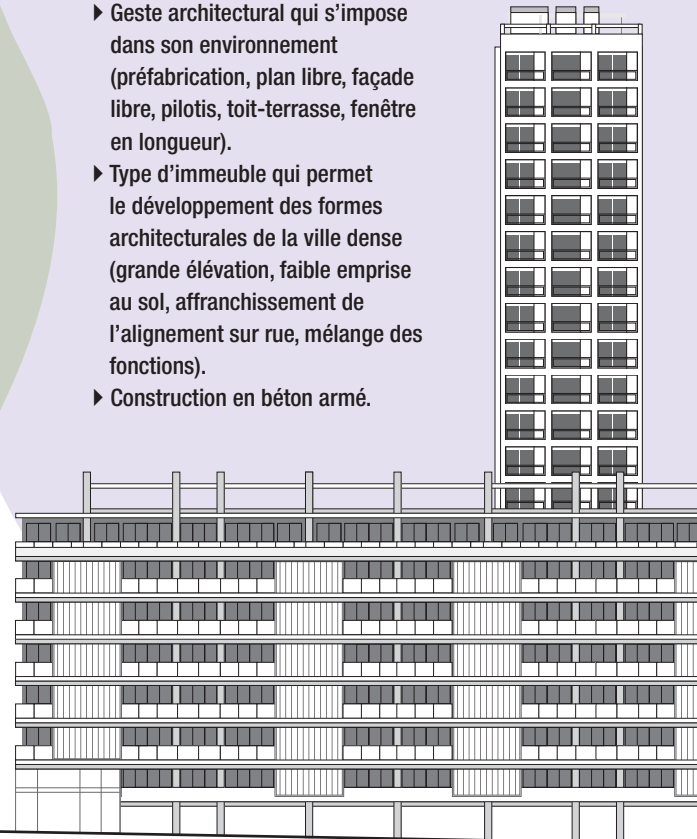 ▸ Geste architectural qui s’impose
dans son environnement
(préfabrication, plan libre, façade
libre, pilotis, toit-terrasse, fenêtre
en longueur).
▸ Type d’immeuble qui permet
le développement des formes
architecturales de la ville dense
(grande élévation, faible emprise
au sol, affranchissement de
l’alignement sur rue, mélange des
fonctions).
▸ Construction en béton armé.